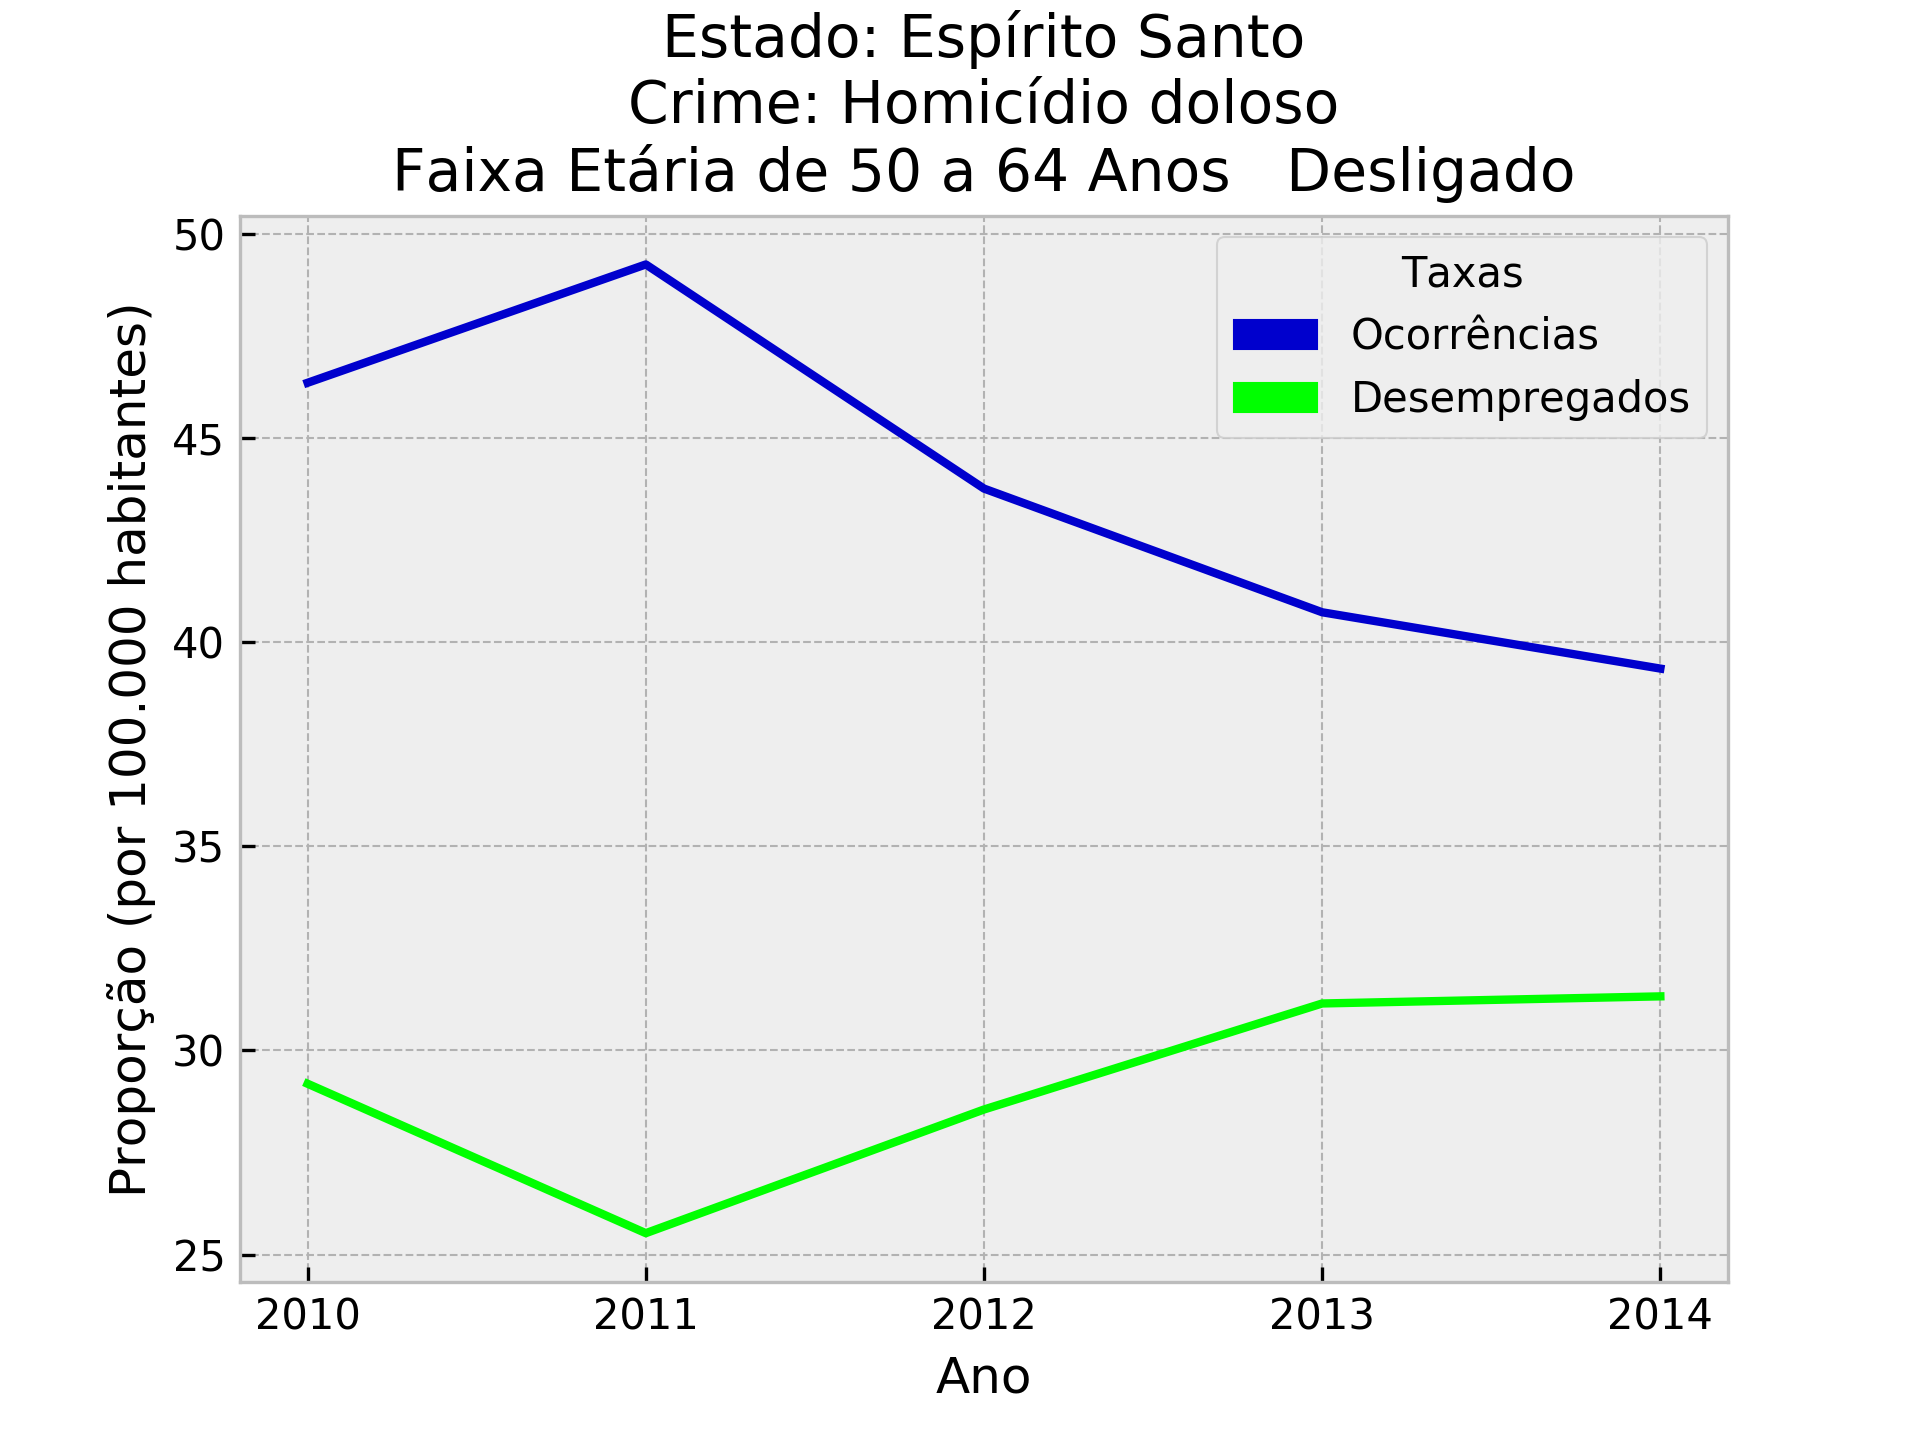 Estado: Espírito Santo
Crime: Homicídio doloso
Faixa Etária de 50 a 64 Anos   Desligado
Proporção (por 100.000 habitantes)
50
45
40
35
30
25
Taxas
Ocorrências
Desempregados
2010 2011 2012 2013 2014
Ano